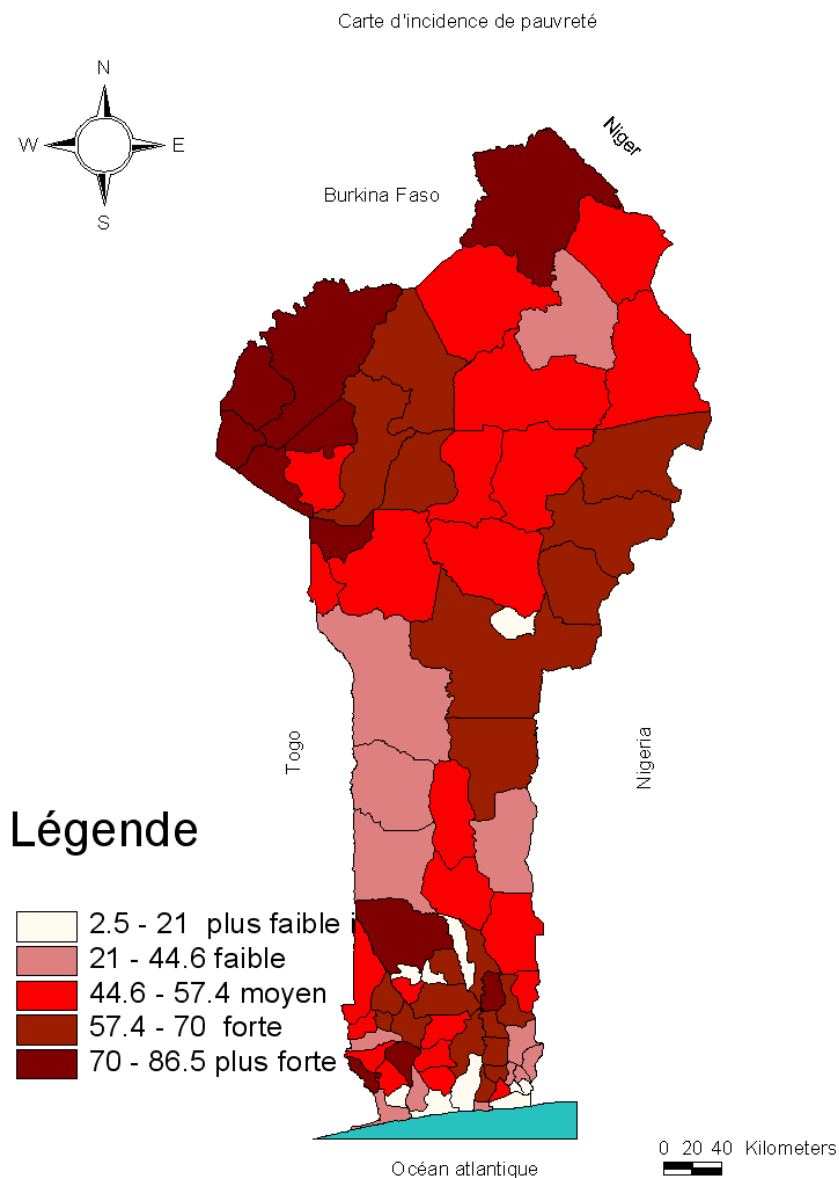 Carte d'incidence de pauvreté
N
W
E
S
Niger
Burkina Faso
Togo
Nigeria
Légende
2.5 - 21 plus faible i
21 - 44.6 faible
44.6 - 57.4 moyen
57.4 - 70 forte
70 - 86.5 plus forte
0 20 40 Kilometers
Océan atlantique